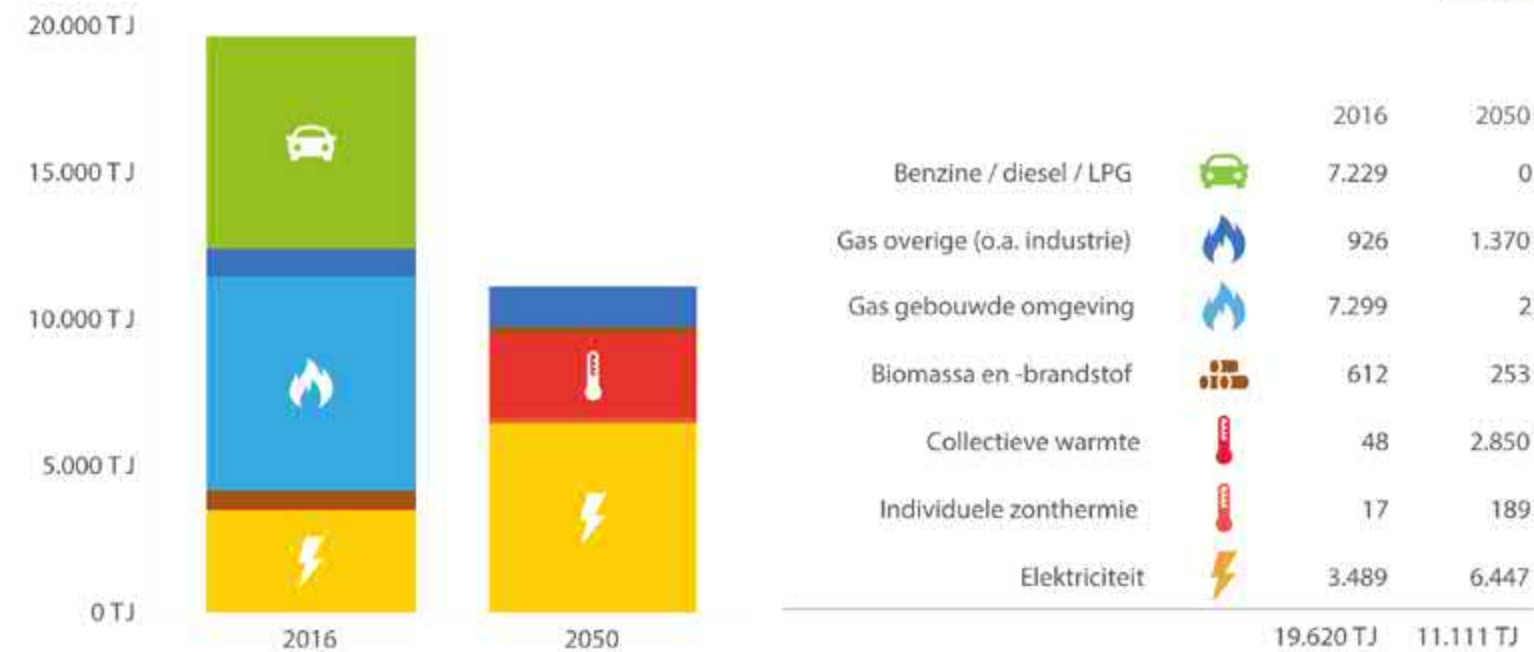 20.000 TJ
15.000 TJ
10.000 TJ
5.000 TJ
0 TJ
2016
2050
2016 2050
Benzine / diesel / LPG 7.229 0
Gas overige (o.a. industrie) 926 1.370
Gas gebouwde omgeving 7.299 2
Biomassa en -brandstof 612 253
Collectieve warmte 48 2.850
Individuele zonthermie 17 189
Elektriciteit 3.489 6.447
19.620 TJ 11.111 TJ